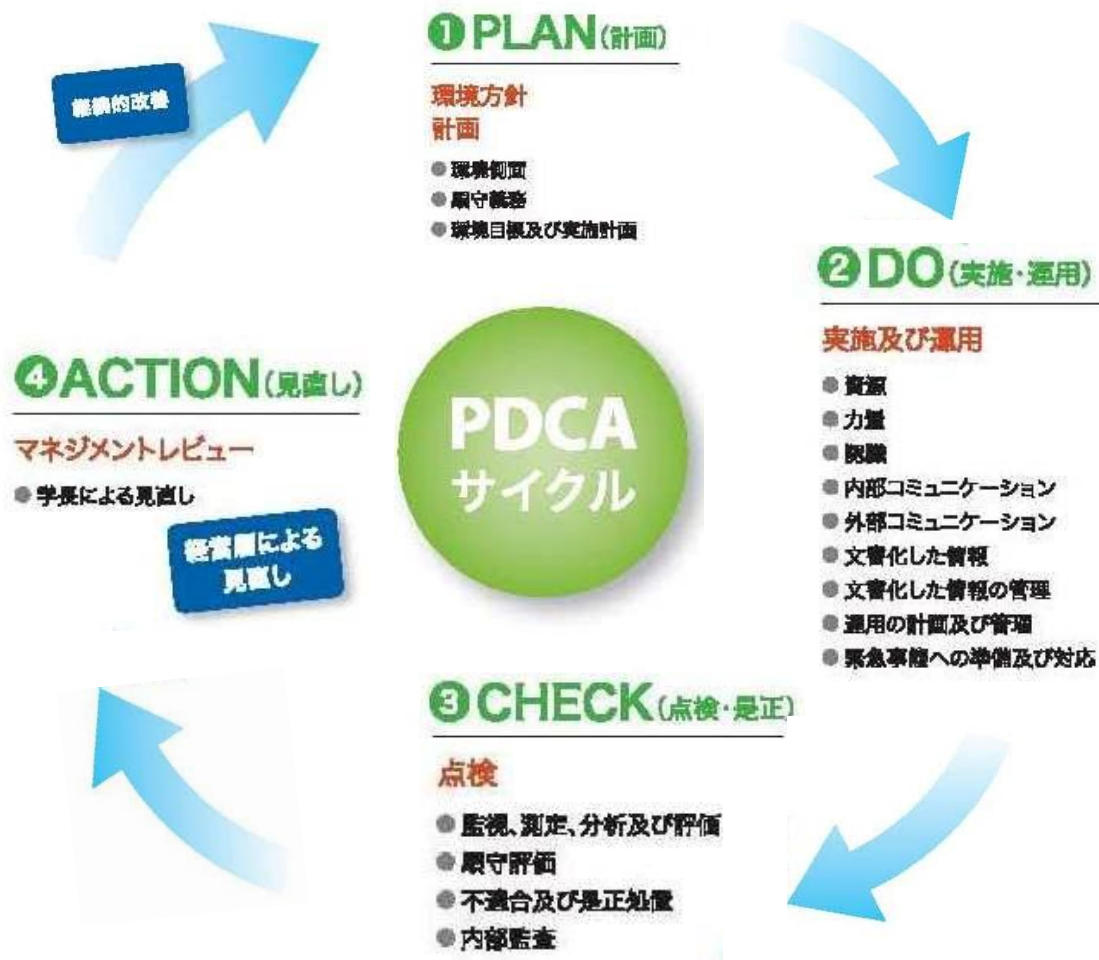 ❶PLAN(計画)
環境方針
計画
●環境側面
●順守義務
●環境目標及び実施計画
継続的改善
❷DO(実施・運用)
実施及び運用
●資源
●力量
●認識
●内部コミュニケーション
●外部コミュニケーション
●文書化した情報
●文書化した情報の管理
●運用の計画及び管理
●緊急事態への準備及び対応
PDCA
サイクル
❸CHECK(点検・是正)
点検
●監視、測定、分析及び評価
●順守評価
●不適合及び是正処置
●内部監査
❹ACTION(見直し)
マネジメントレビュー
●学長による見直し
経営層による
見直し